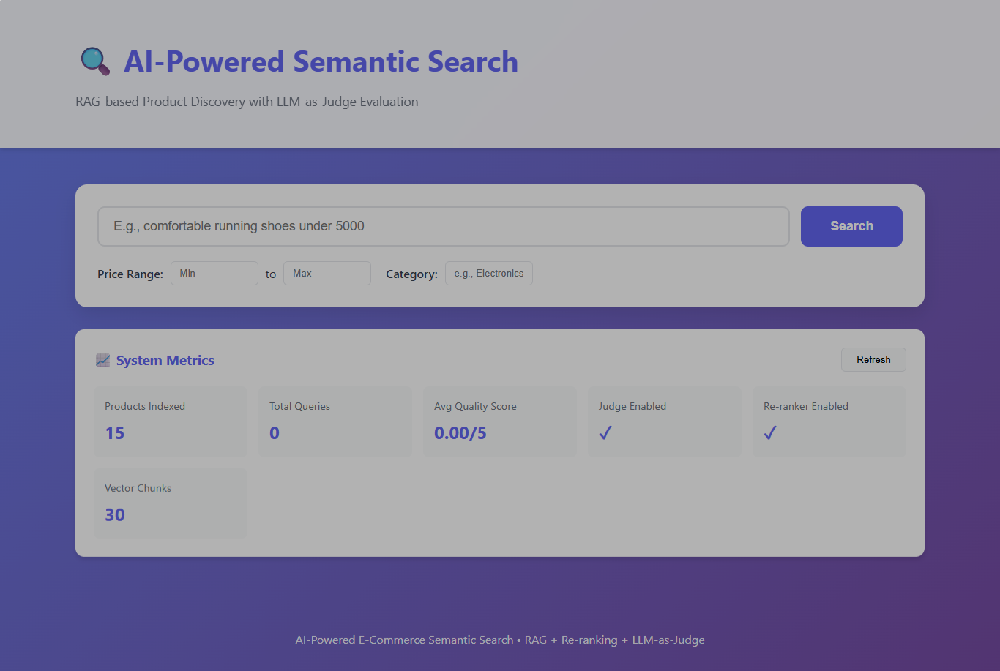 AI-Powered Semantic Search
RAG-based Product Discovery with LLM-as-Judge Evaluation
E.g., comfortable running shoes under 5000
Search
Price Range: Min to Max Category: e.g., Electronics
System Metrics
Refresh
Products Indexed
15
Total Queries
0
Avg Quality Score
0.00/5
Judge Enabled
✓
Re-ranker Enabled
✓
Vector Chunks
30
AI-Powered E-Commerce Semantic Search • RAG + Re-ranking + LLM-as-Judge